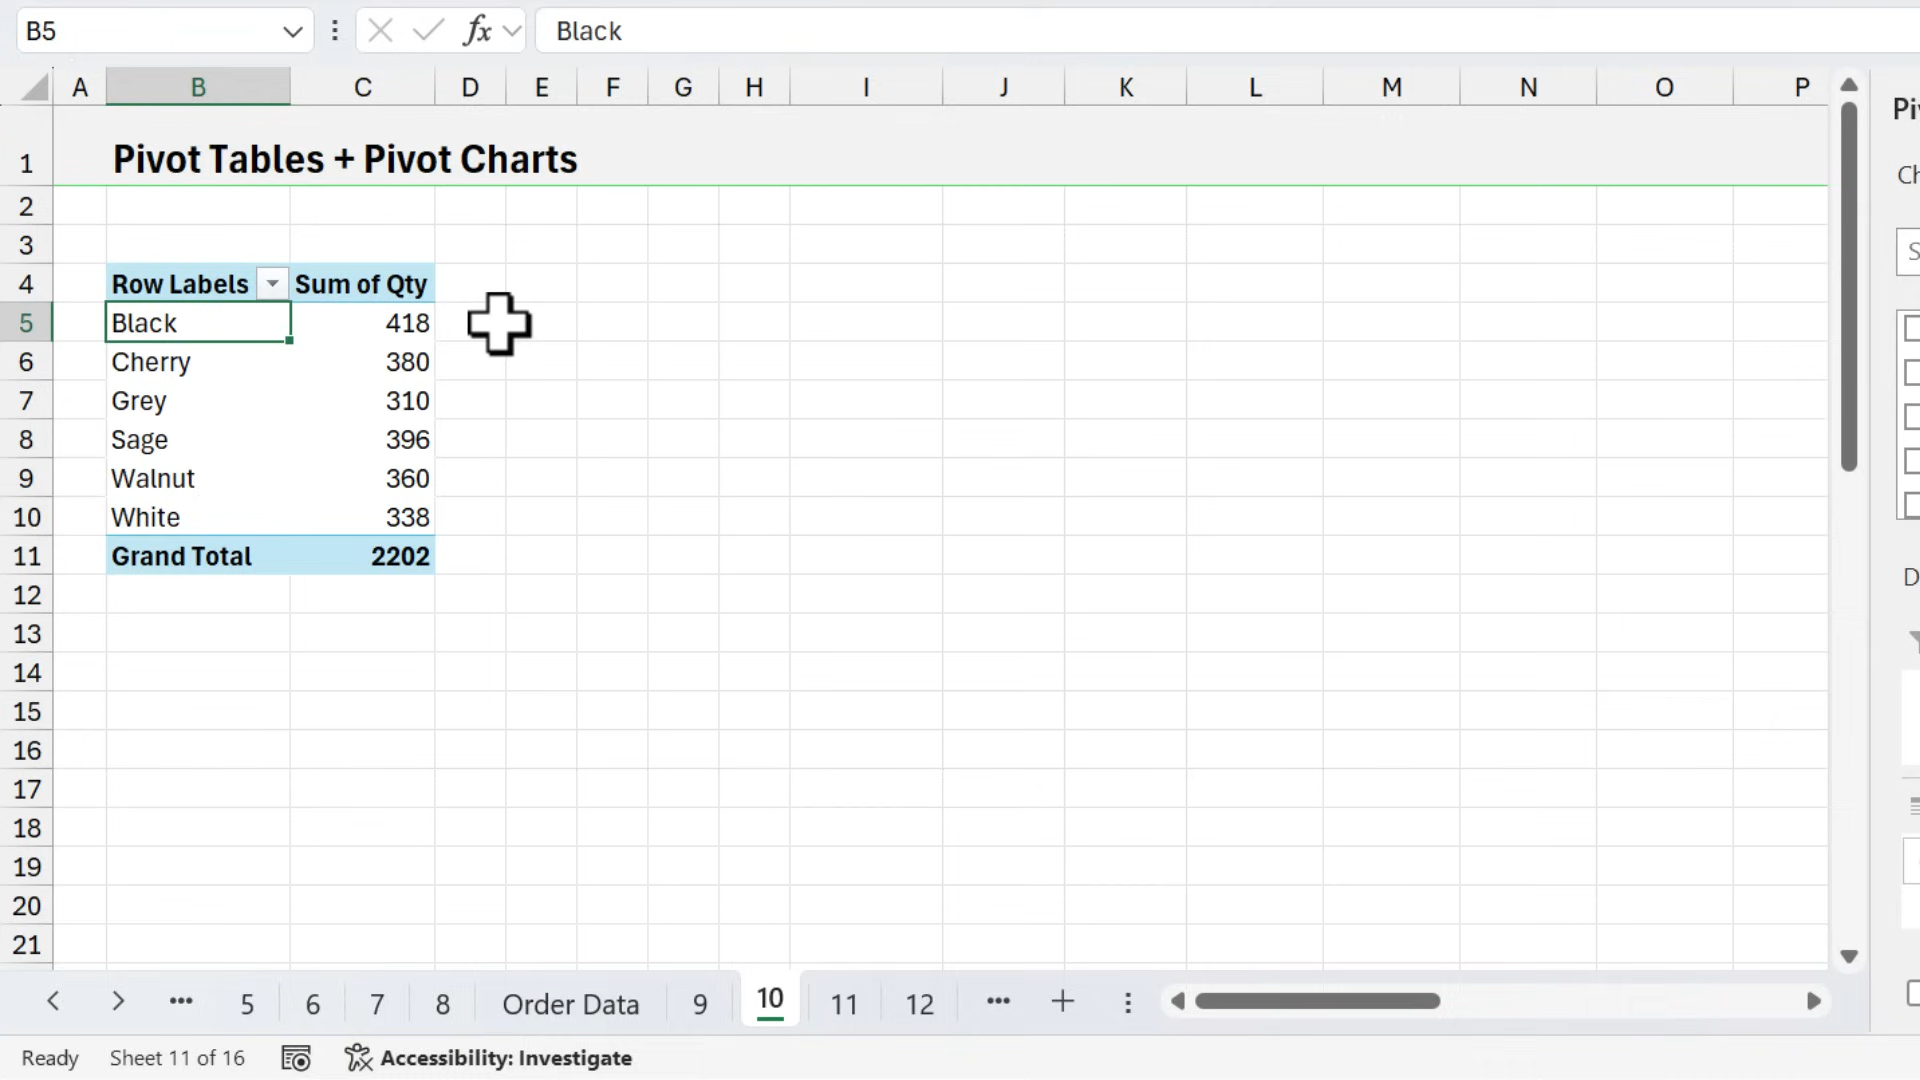 B5
fx
Black
A B C D E F G H I J K L M N O P
1 Pivot Tables + Pivot Charts
2
3
4 Row Labels Sum of Qty
5 Black 418
6 Cherry 380
7 Grey 310
8 Sage 396
9 Walnut 360
10 White 338
11 Grand Total 2202
12
13
14
15
16
17
18
19
20
21
5 6 7 8 Order Data 9 10 11 12
Ready Sheet 11 of 16 Accessibility: Investigate